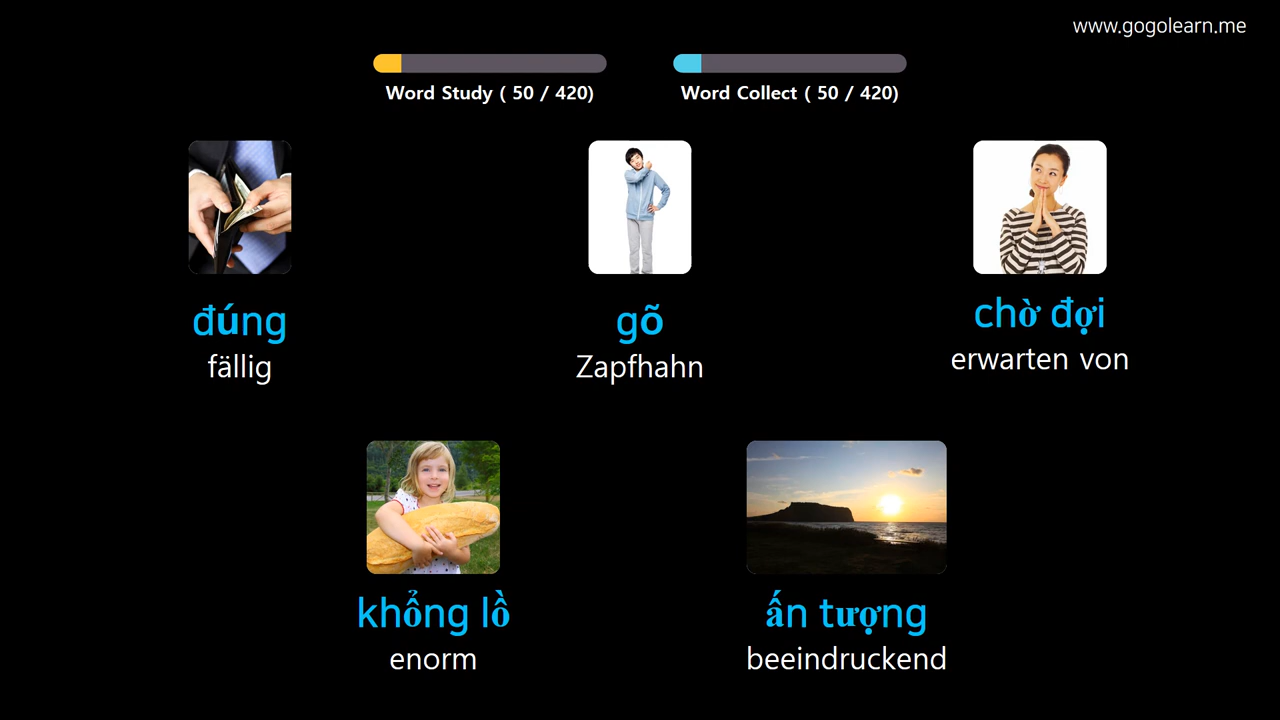 www.gogolearn.me
Word Study ( 50 / 420)
Word Collect ( 50 / 420)
đúng
fällig
gõ
Zapfhahn
chờ đợi
erwarten von
khổng lồ
enorm
ấn tượng
beeindruckend